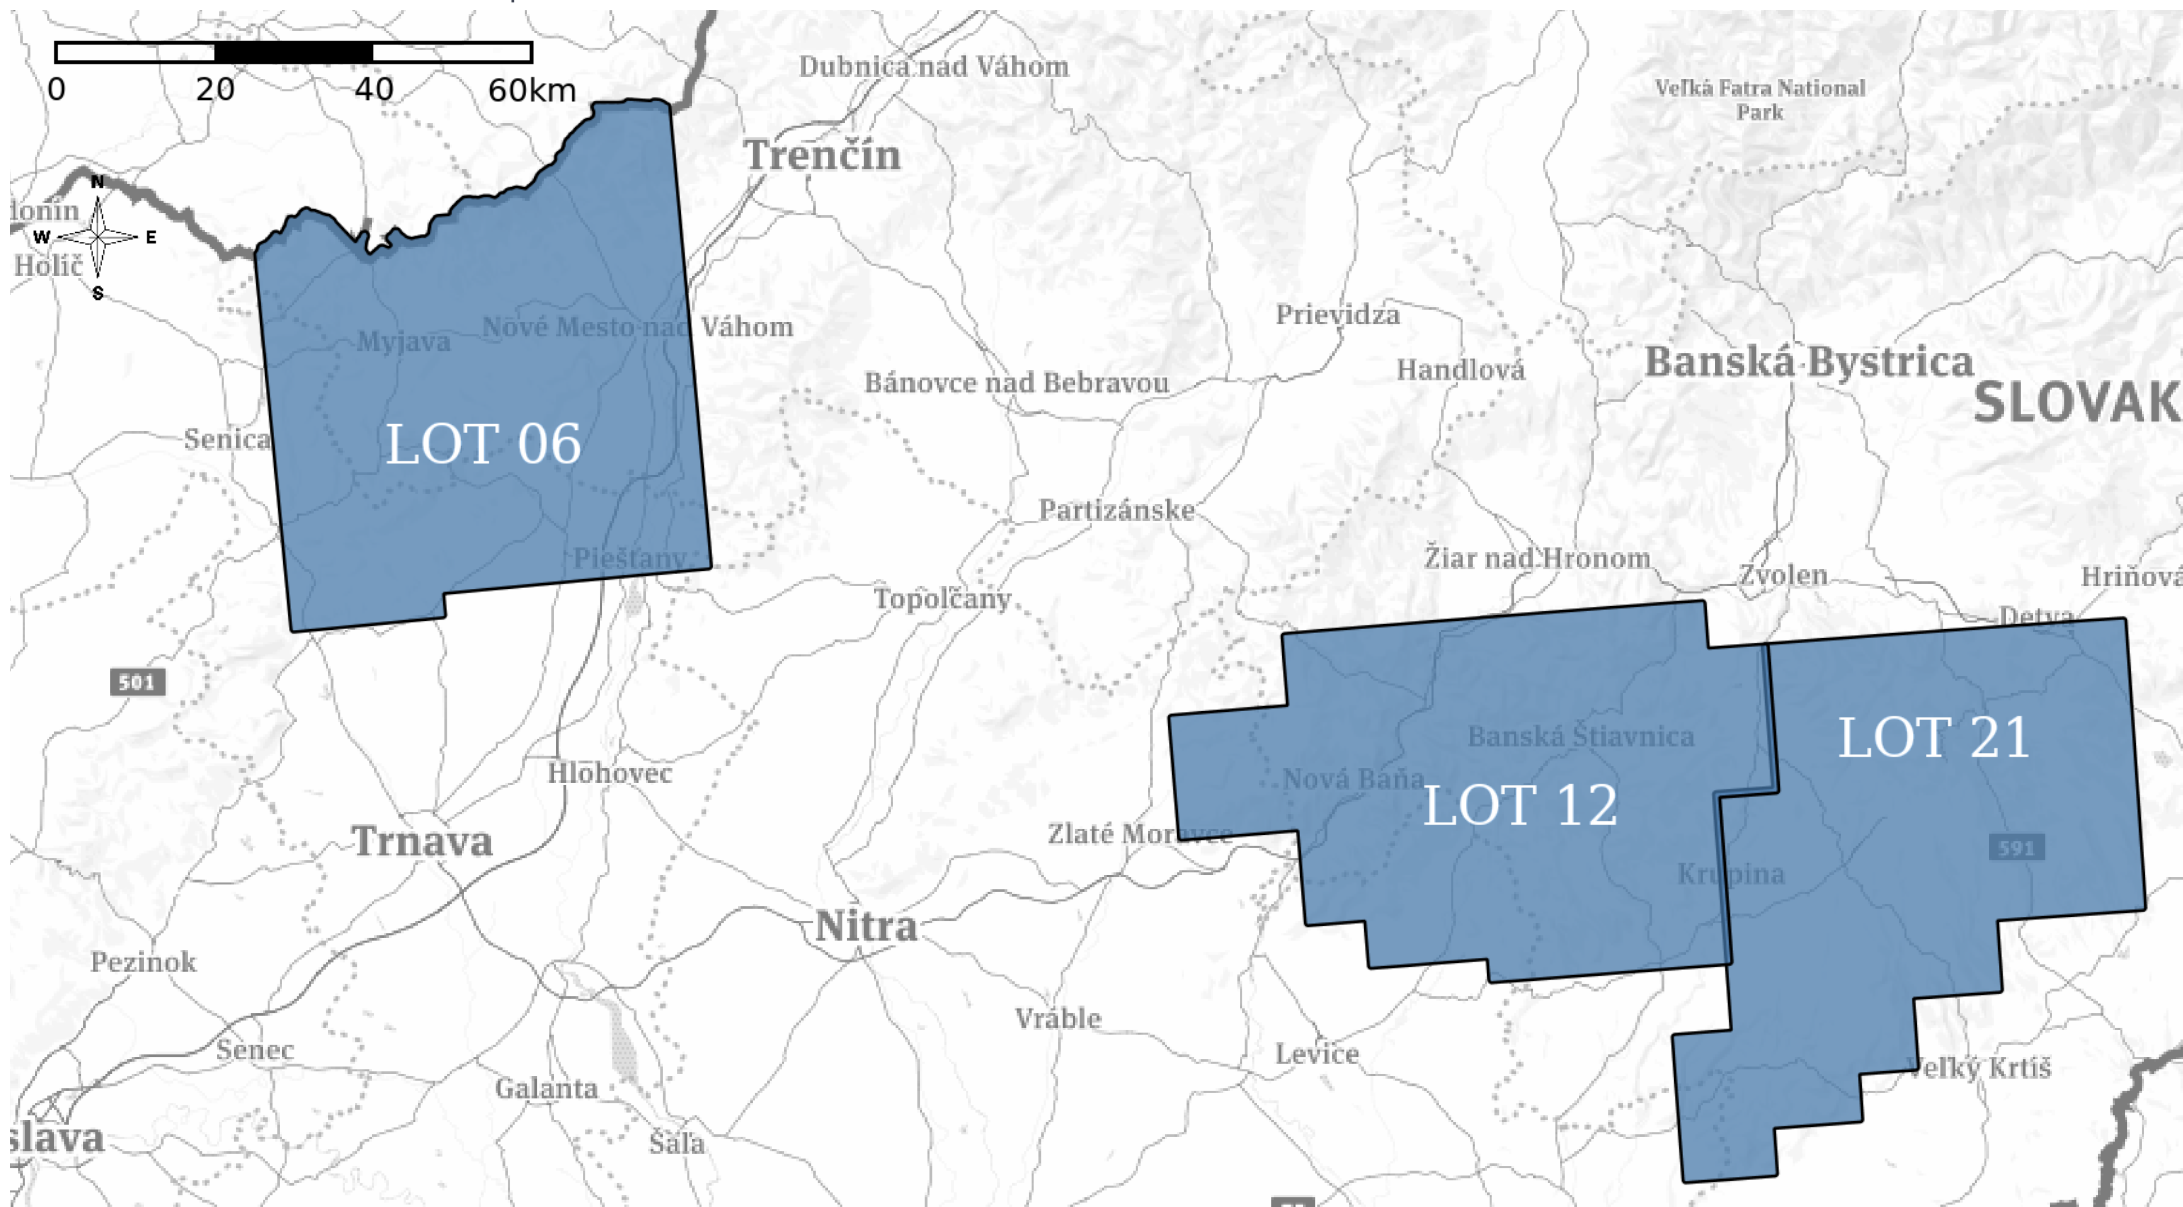 Dubnica nad Váhom
Veľká Fatra National
Park
0 20 40 60km
Trenčín
N
W E
S
Holíč
Myjava
Nové Mesto nad Váhom
Prievidza
Handlová
Banská Bystrica
Bánovce nad Bebravou
SLOVAK
Senica
LOT 06
Partizánske
Piešťany
Žiar nad Hronom
Zvolen
Hriňová
Topoľčany
Detva
501
Banská Štiavnica
LOT 21
Hlohovec
Nová Baňa
LOT 12
Trnava
Zlaté Moravce
591
Krupina
Nitra
Pezinok
Vráble
Senec
Levice
Veľký Krtíš
Galanta
slava
Šaľa